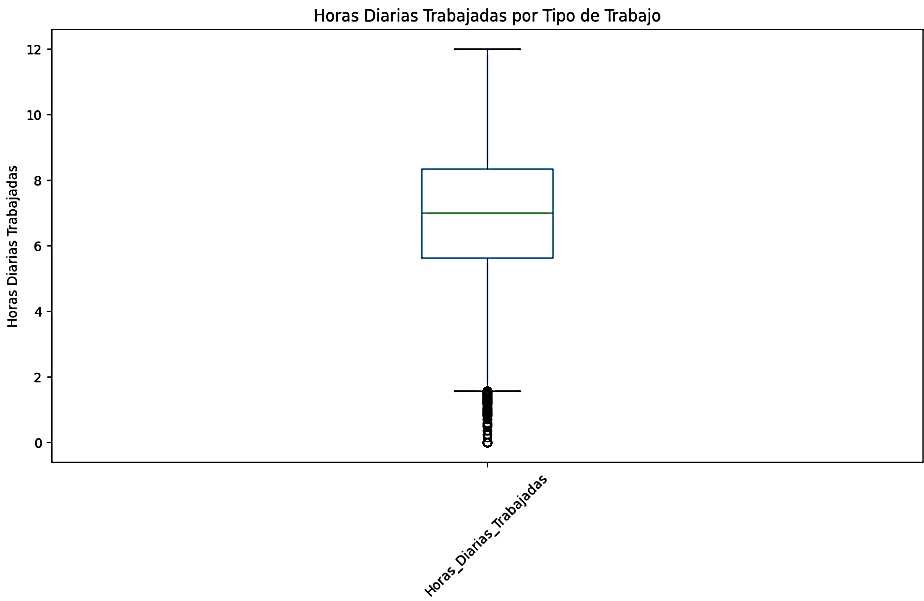 Horas Diarias Trabajadas por Tipo de Trabajo
Horas Diarias Trabajadas
12
10
8
6
4
2
0
Horas_Diarias_Trabajadas